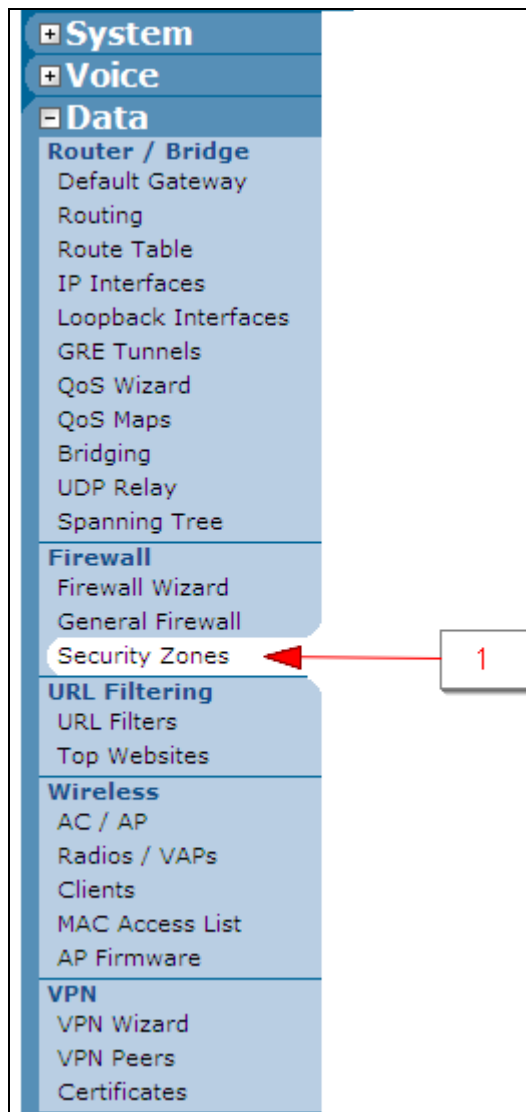 System
Voice
Data
Router / Bridge
Default Gateway
Routing
Route Table
IP Interfaces
Loopback Interfaces
GRE Tunnels
QoS Wizard
QoS Maps
Bridging
UDP Relay
Spanning Tree
Firewall
Firewall Wizard
General Firewall
Security Zones
1
URL Filtering
URL Filters
Top Websites
Wireless
AC / AP
Radios / VAPs
Clients
MAC Access List
AP Firmware
VPN
VPN Wizard
VPN Peers
Certificates